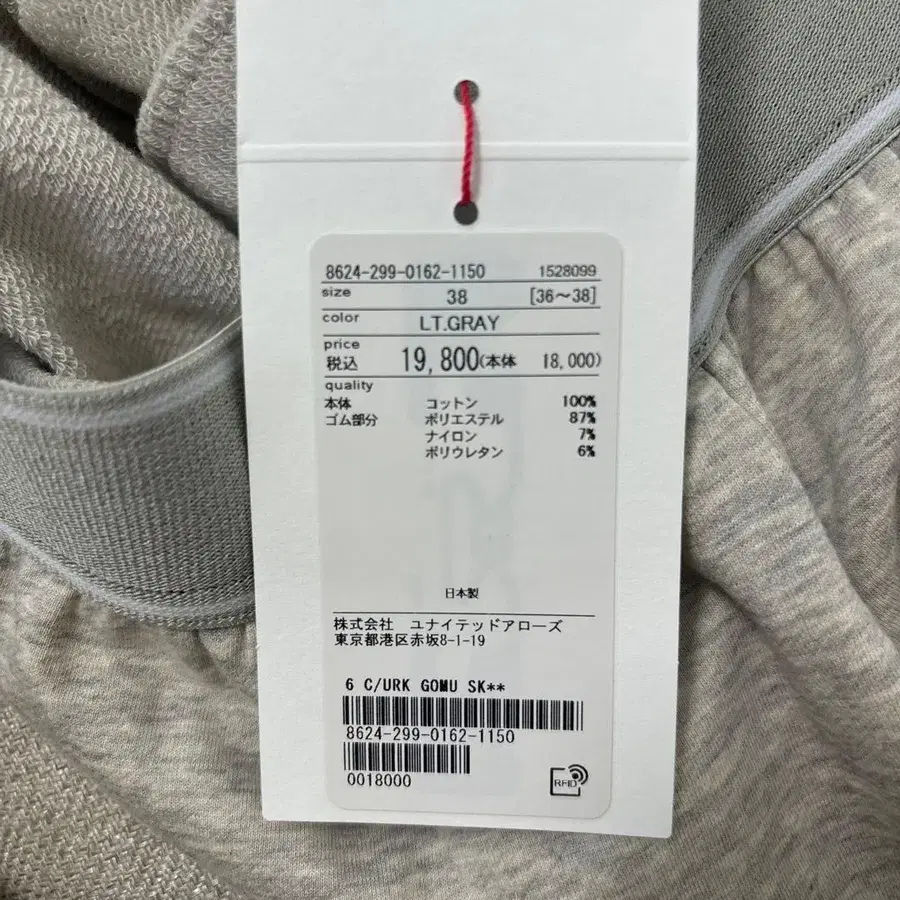 8624-299-0162-1150 1528099
size 38 [36~38]
color LT.GRAY
price
税込 19,800(本体 18,000)
quality
本体 コットン 100%
ゴム部分 ポリエステル 87%
ナイロン 7%
ポリウレタン 6%
日本製
株式会社 ユナイテッドアローズ
東京都港区赤坂8-1-19
6 C/URK GOMU SK**
8624-299-0162-1150
0018000
RFID